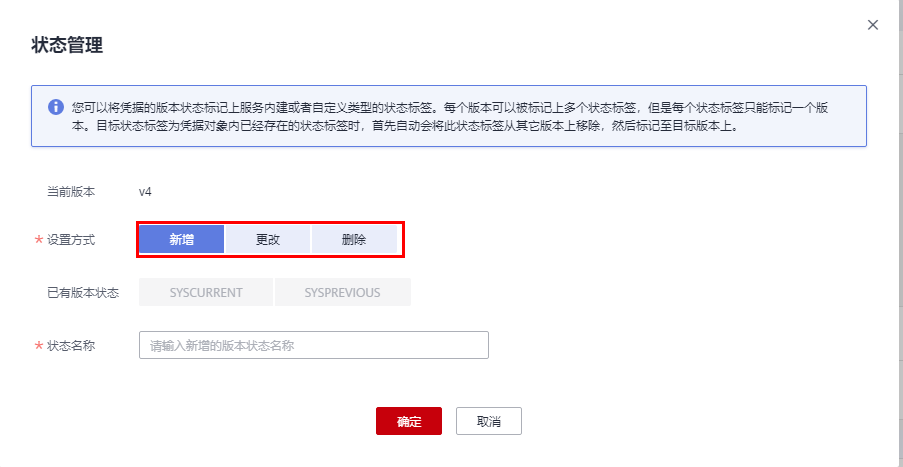 状态管理
您可以将凭据的版本状态标记上服务内建或者自定义类型的状态标签。每个版本可以被标记上多个状态标签，但是每个状态标签只能标记一个版
本。目标状态标签为凭据对象内已经存在的状态标签时，首先自动会将此状态标签从其它版本上移除，然后标记至目标版本上。
当前版本 v4
* 设置方式 新增 更改 删除
已有版本状态 SYSCURRENT SYSPREVIOUS
* 状态名称 请输入新增的版本状态名称
确定 取消